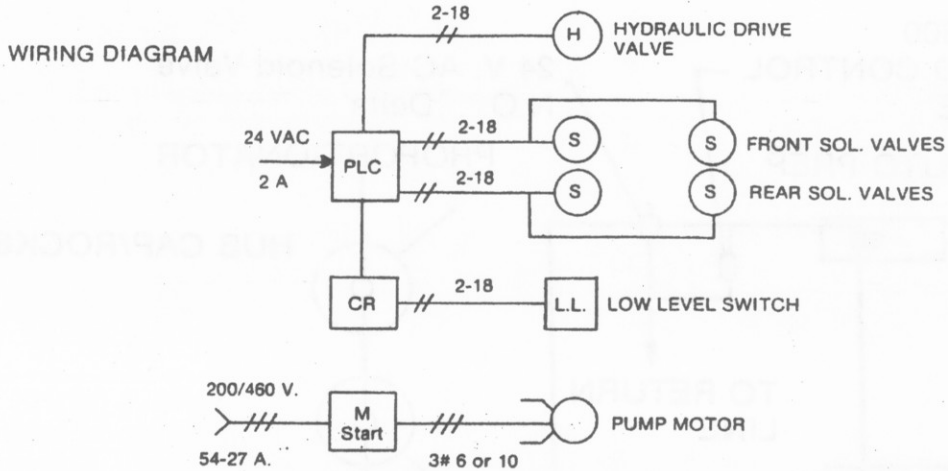 2-18
H
HYDRAULIC DRIVE
VALVE
WIRING DIAGRAM
24 VAC
2 A
PLC
2-18
S
S
FRONT SOL. VALVES
2-18
S
S
REAR SOL. VALVES
CR
2-18
L.L.
LOW LEVEL SWITCH
200/460 V.
54-27 A.
M
Start
3# 6 or 10
PUMP MOTOR